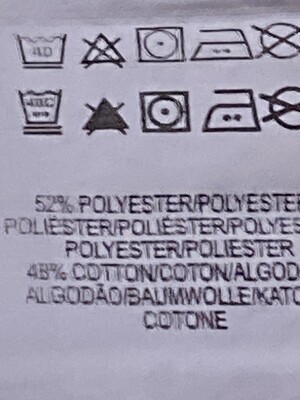 40
40C
52% POLYESTER/POLYESTER
POLIÉSTER/POLIÉSTER/POLYES
POLYESTER/POLIESTER
48% COTTON/COTON/ALGOD
ALGODÃO/BAUMWOLLE/KATO
COTONE